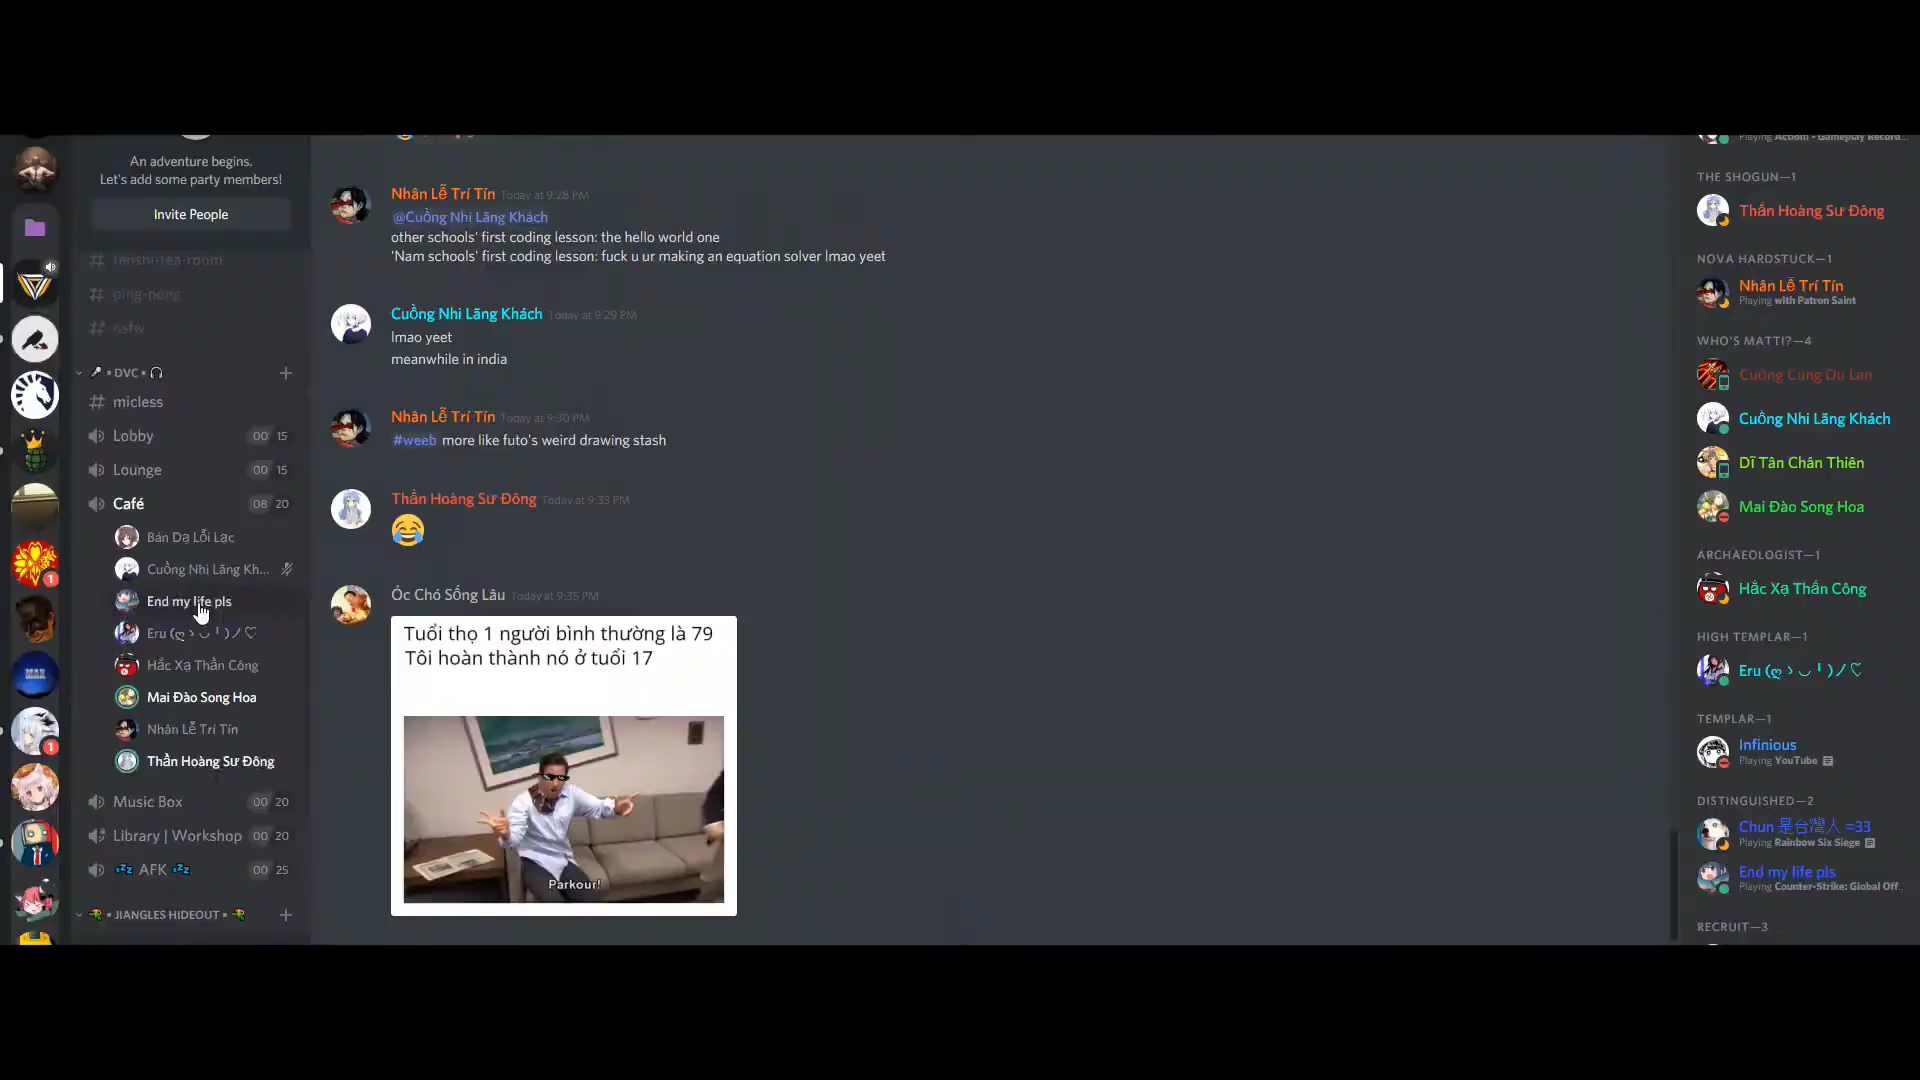 An adventure begins.
Let's add some party members!
Invite People
tenshi-tea-room
ping-pong
nsfw
• DVC •
micless
Lobby 00 15
Lounge 00 15
Café 08 20
Bán Dạ Lỗi Lạc
Cuồng Nhi Lãng Kh...
End my life pls
Eru
Hắc Xạ Thần Công
Mai Đào Song Hoa
Nhân Lễ Trí Tín
Thần Hoàng Sư Đông
Music Box 00 20
Library | Workshop 00 20
AFK 00 25
• JIANGLES HIDEOUT •
1
MAN
1
Nhân Lễ Trí Tín Today at 9:28 PM
@Cuồng Nhi Lãng Khách
other schools' first coding lesson: the hello world one
'Nam schools' first coding lesson: fuck u ur making an equation solver lmao yeet
Cuồng Nhi Lãng Khách Today at 9:29 PM
lmao yeet
meanwhile in india
Nhân Lễ Trí Tín Today at 9:30 PM
#weeb more like futo's weird drawing stash
Thần Hoàng Sư Đông Today at 9:33 PM
Óc Chó Sống Lâu Today at 9:35 PM
Tuổi thọ 1 người bình thường là 79
Tôi hoàn thành nó ở tuổi 17
Parkour!
Playing Action! - Gameplay Record...
THE SHOGUN—1
Thần Hoàng Sư Đông
NOVA HARDSTUCK—1
Nhân Lễ Trí Tín
Playing with Patron Saint
WHO'S MATTI?—4
Cuồng Cung Du Lan
Cuồng Nhi Lãng Khách
Dĩ Tân Chân Thiên
Mai Đào Song Hoa
ARCHAEOLOGIST—1
Hắc Xạ Thần Công
HIGH TEMPLAR—1
Eru
TEMPLAR—1
Infinious
Playing YouTube
DISTINGUISHED—2
Chun 是台灣人 =33
Playing Rainbow Six Siege
End my life pls
Playing Counter-Strike: Global Off...
RECRUIT—3